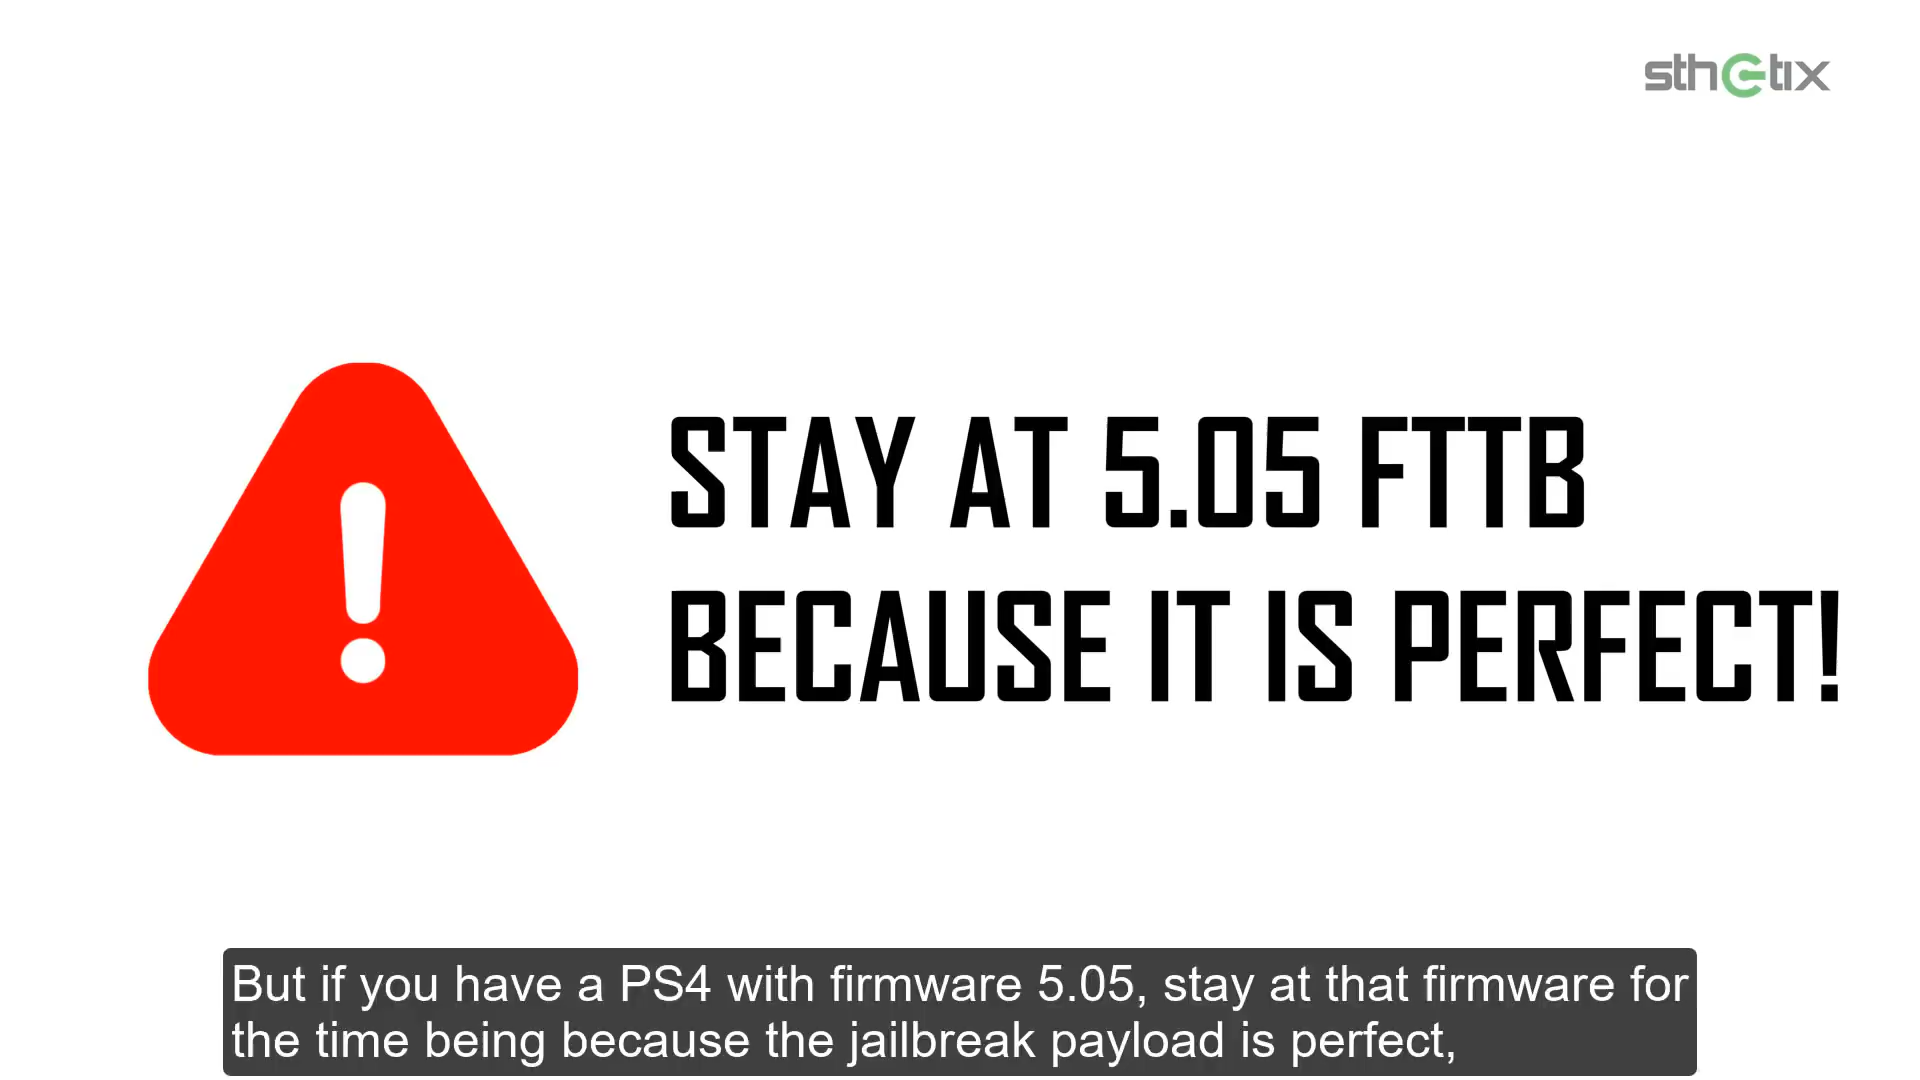 sthetix
STAY AT 5.05 FTTB
BECAUSE IT IS PERFECT!
But if you have a PS4 with firmware 5.05, stay at that firmware for
the time being because the jailbreak payload is perfect,